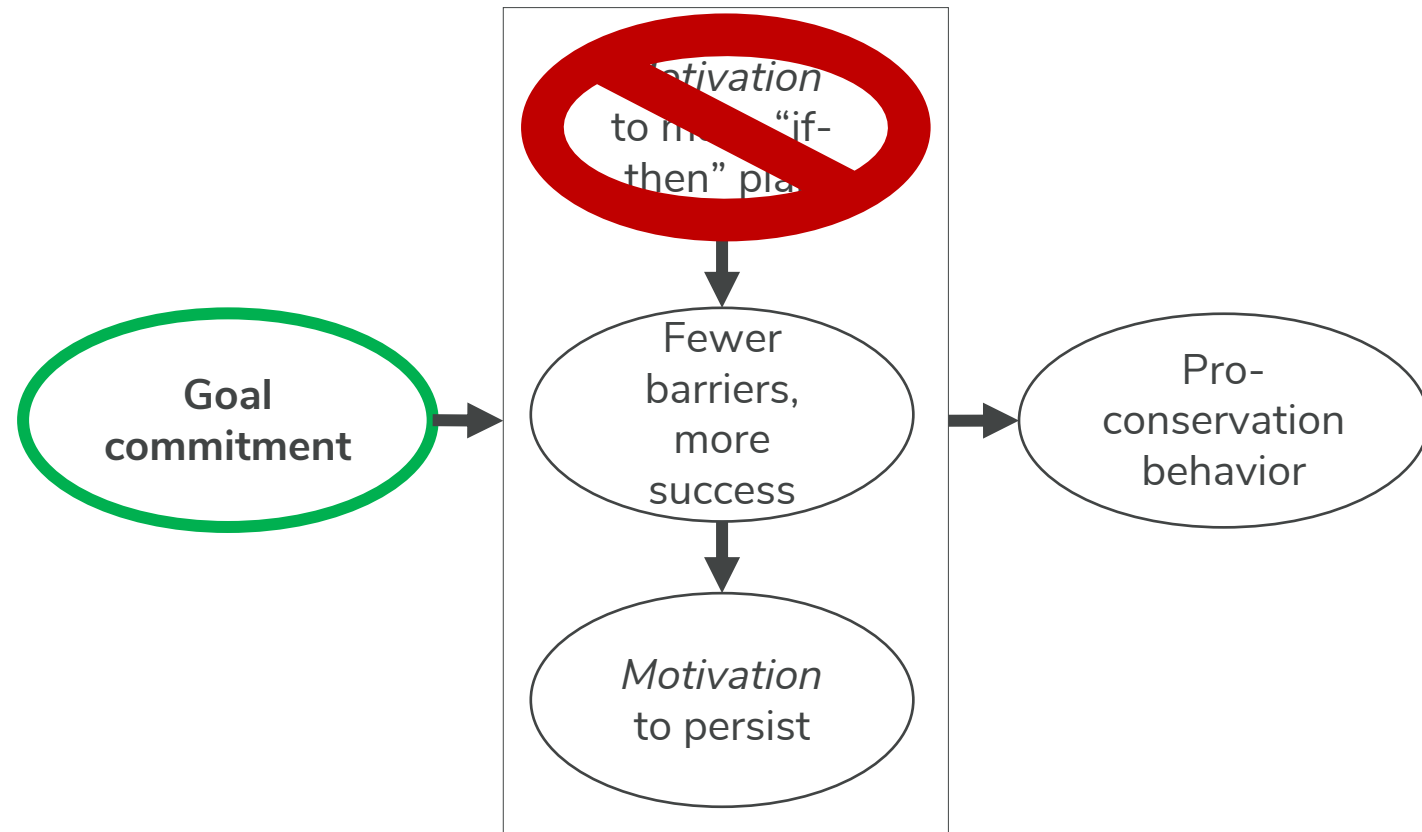 Goal
commitment
to “if-
then”
Fewer
barriers,
more
success
Motivation
to persist
Pro-
conservation
behavior